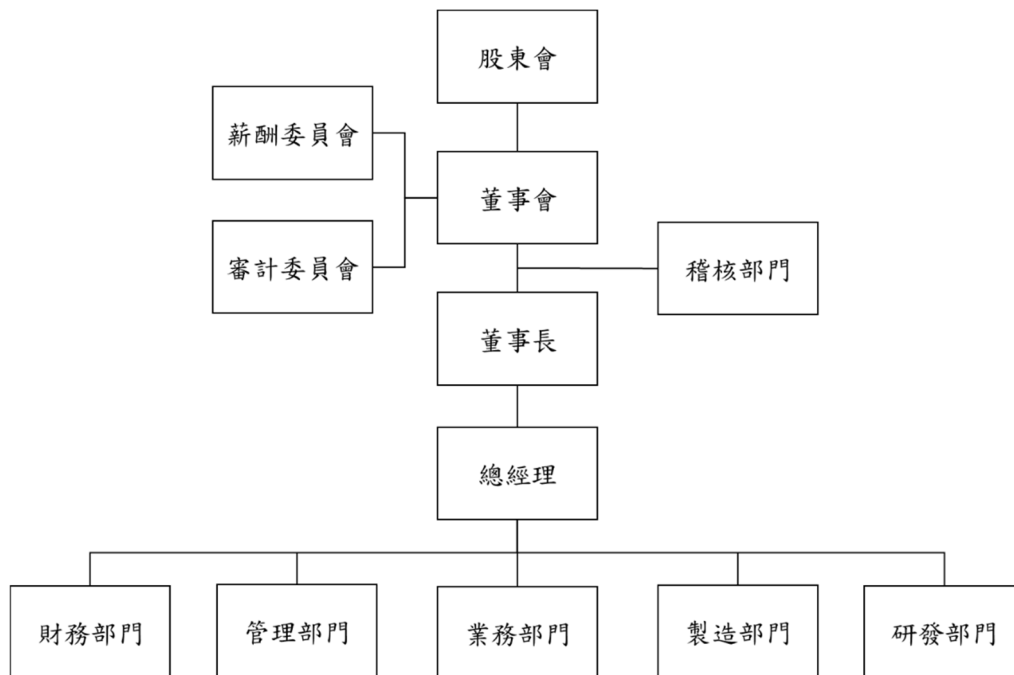 股東會
薪酬委員會
董事會
審計委員會
稽核部門
董事長
總經理
財務部門
管理部門
業務部門
製造部門
研發部門